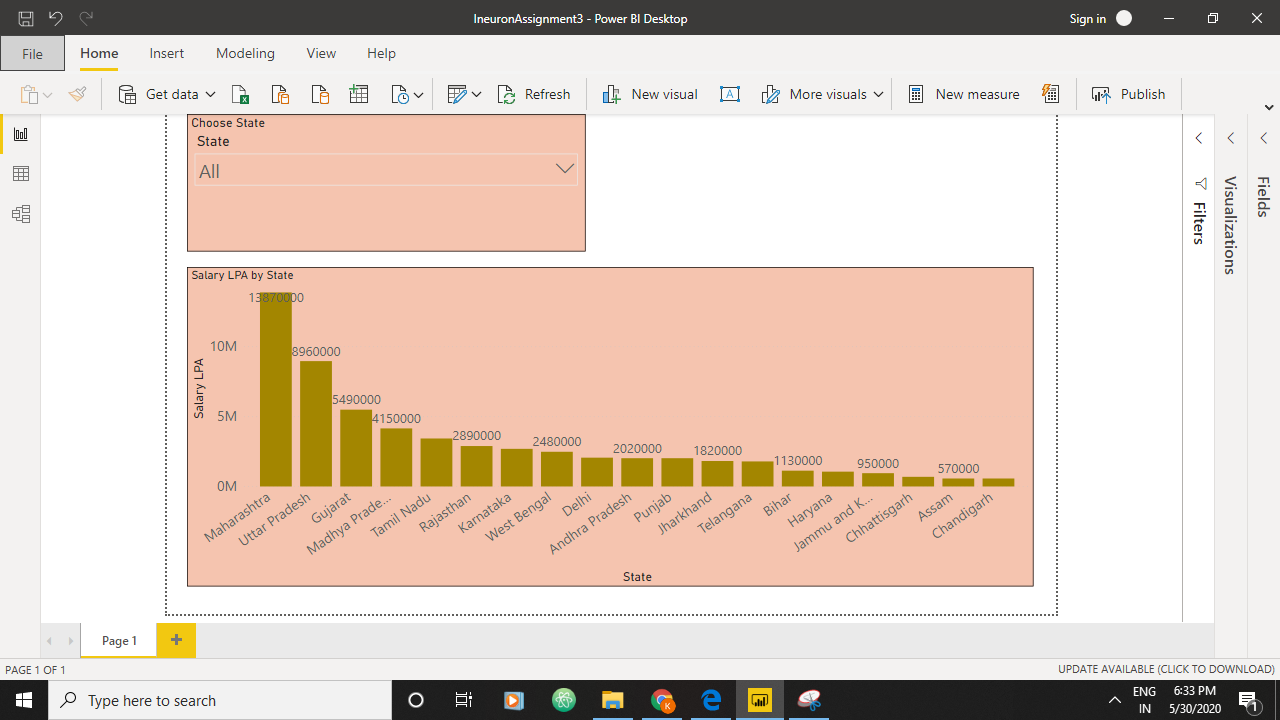 IneuronAssignment3 - Power BI Desktop
Sign in
File Home Insert Modeling View Help
Get data Refresh New visual More visuals New measure Publish
Choose State
State
All
Filters
Visualizations
Fields
Salary LPA by State
Salary LPA
10M
5M
0M
13870000
8960000
5490000
4150000
2890000
2480000
2020000
1820000
1130000
950000
570000
Maharashtra
Uttar Pradesh
Gujarat
Madhya Prade...
Tamil Nadu
Rajasthan
Karnataka
West Bengal
Delhi
Andhra Pradesh
Punjab
Jharkhand
Telangana
Bihar
Haryana
Jammu and K...
Chhattisgarh
Assam
Chandigarh
State
Page 1
PAGE 1 OF 1
UPDATE AVAILABLE (CLICK TO DOWNLOAD)
Type here to search
ENG
IN
6:33 PM
5/30/2020
1